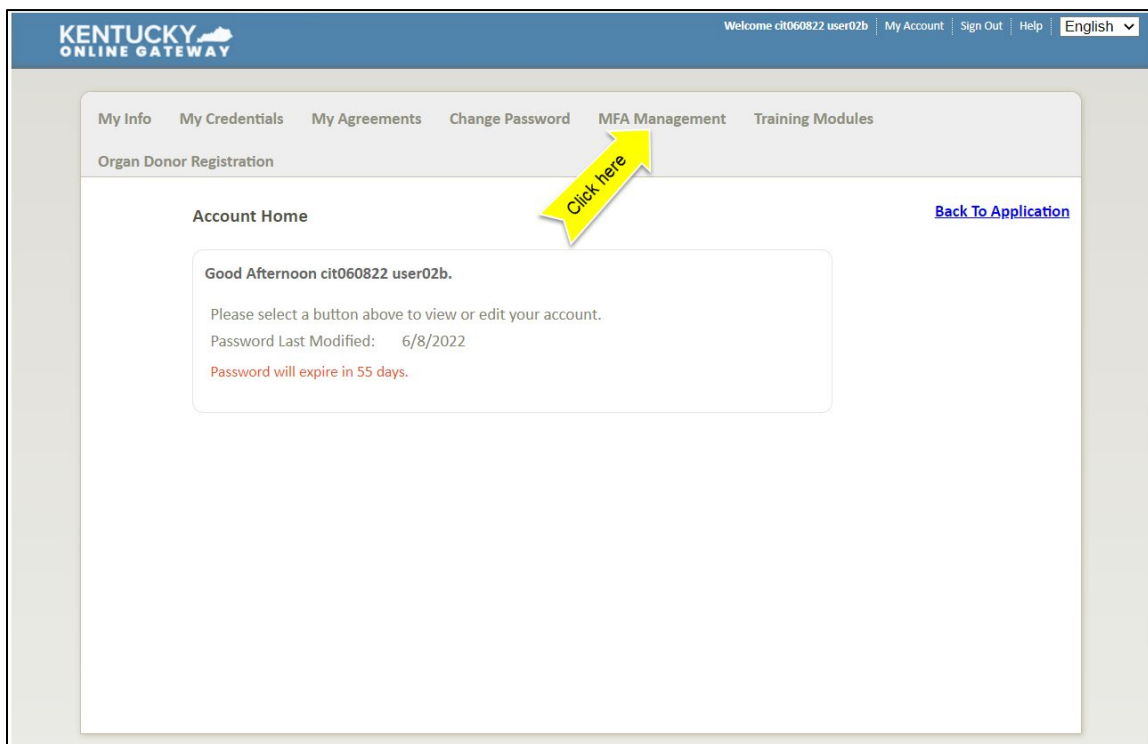 KENTUCKY
ONLINE GATEWAY
Welcome cit060822 user02b My Account Sign Out Help English
My Info My Credentials My Agreements Change Password MFA Management Training Modules
Organ Donor Registration
Click here
Account Home
Back To Application
Good Afternoon cit060822 user02b.
Please select a button above to view or edit your account.
Password Last Modified: 6/8/2022
Password will expire in 55 days.